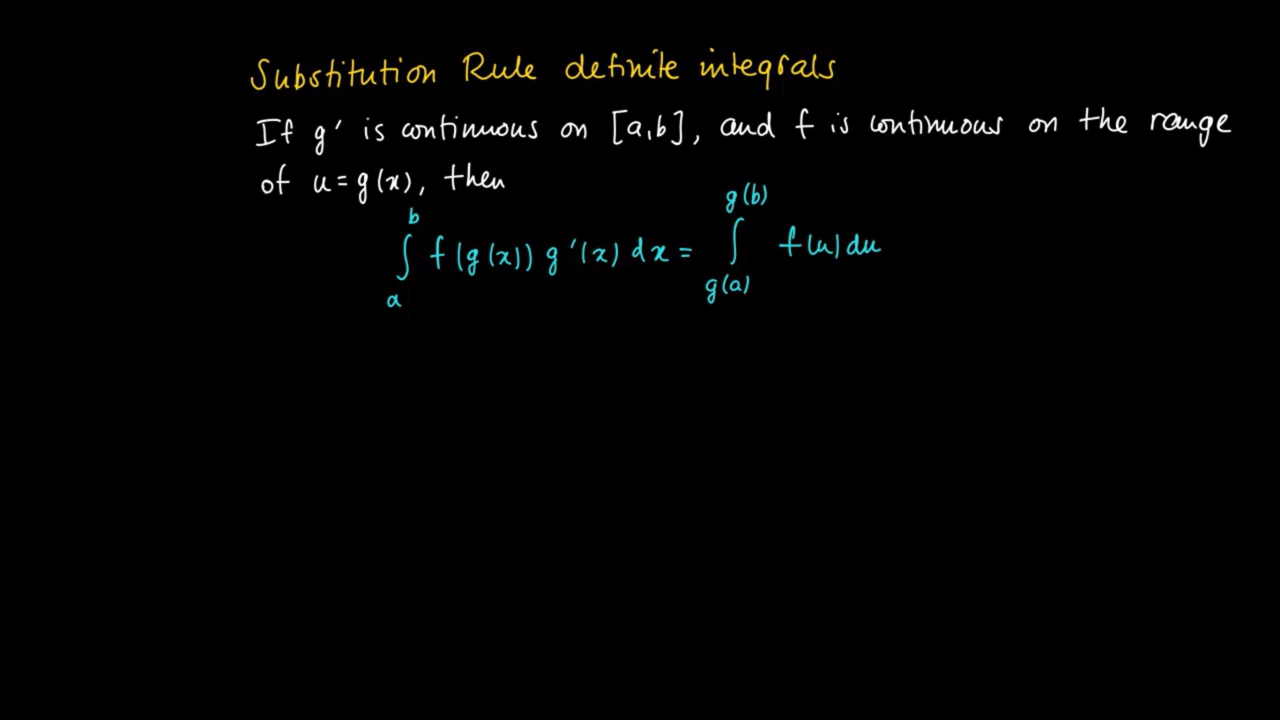 Substitution Rule definite integrals
If g' is continuous on [a,b], and f is continuous on the range
of u=g(x), then
∫_a^b f(g(x)) g'(x) dx = ∫_{g(a)}^{g(b)} f(u) du